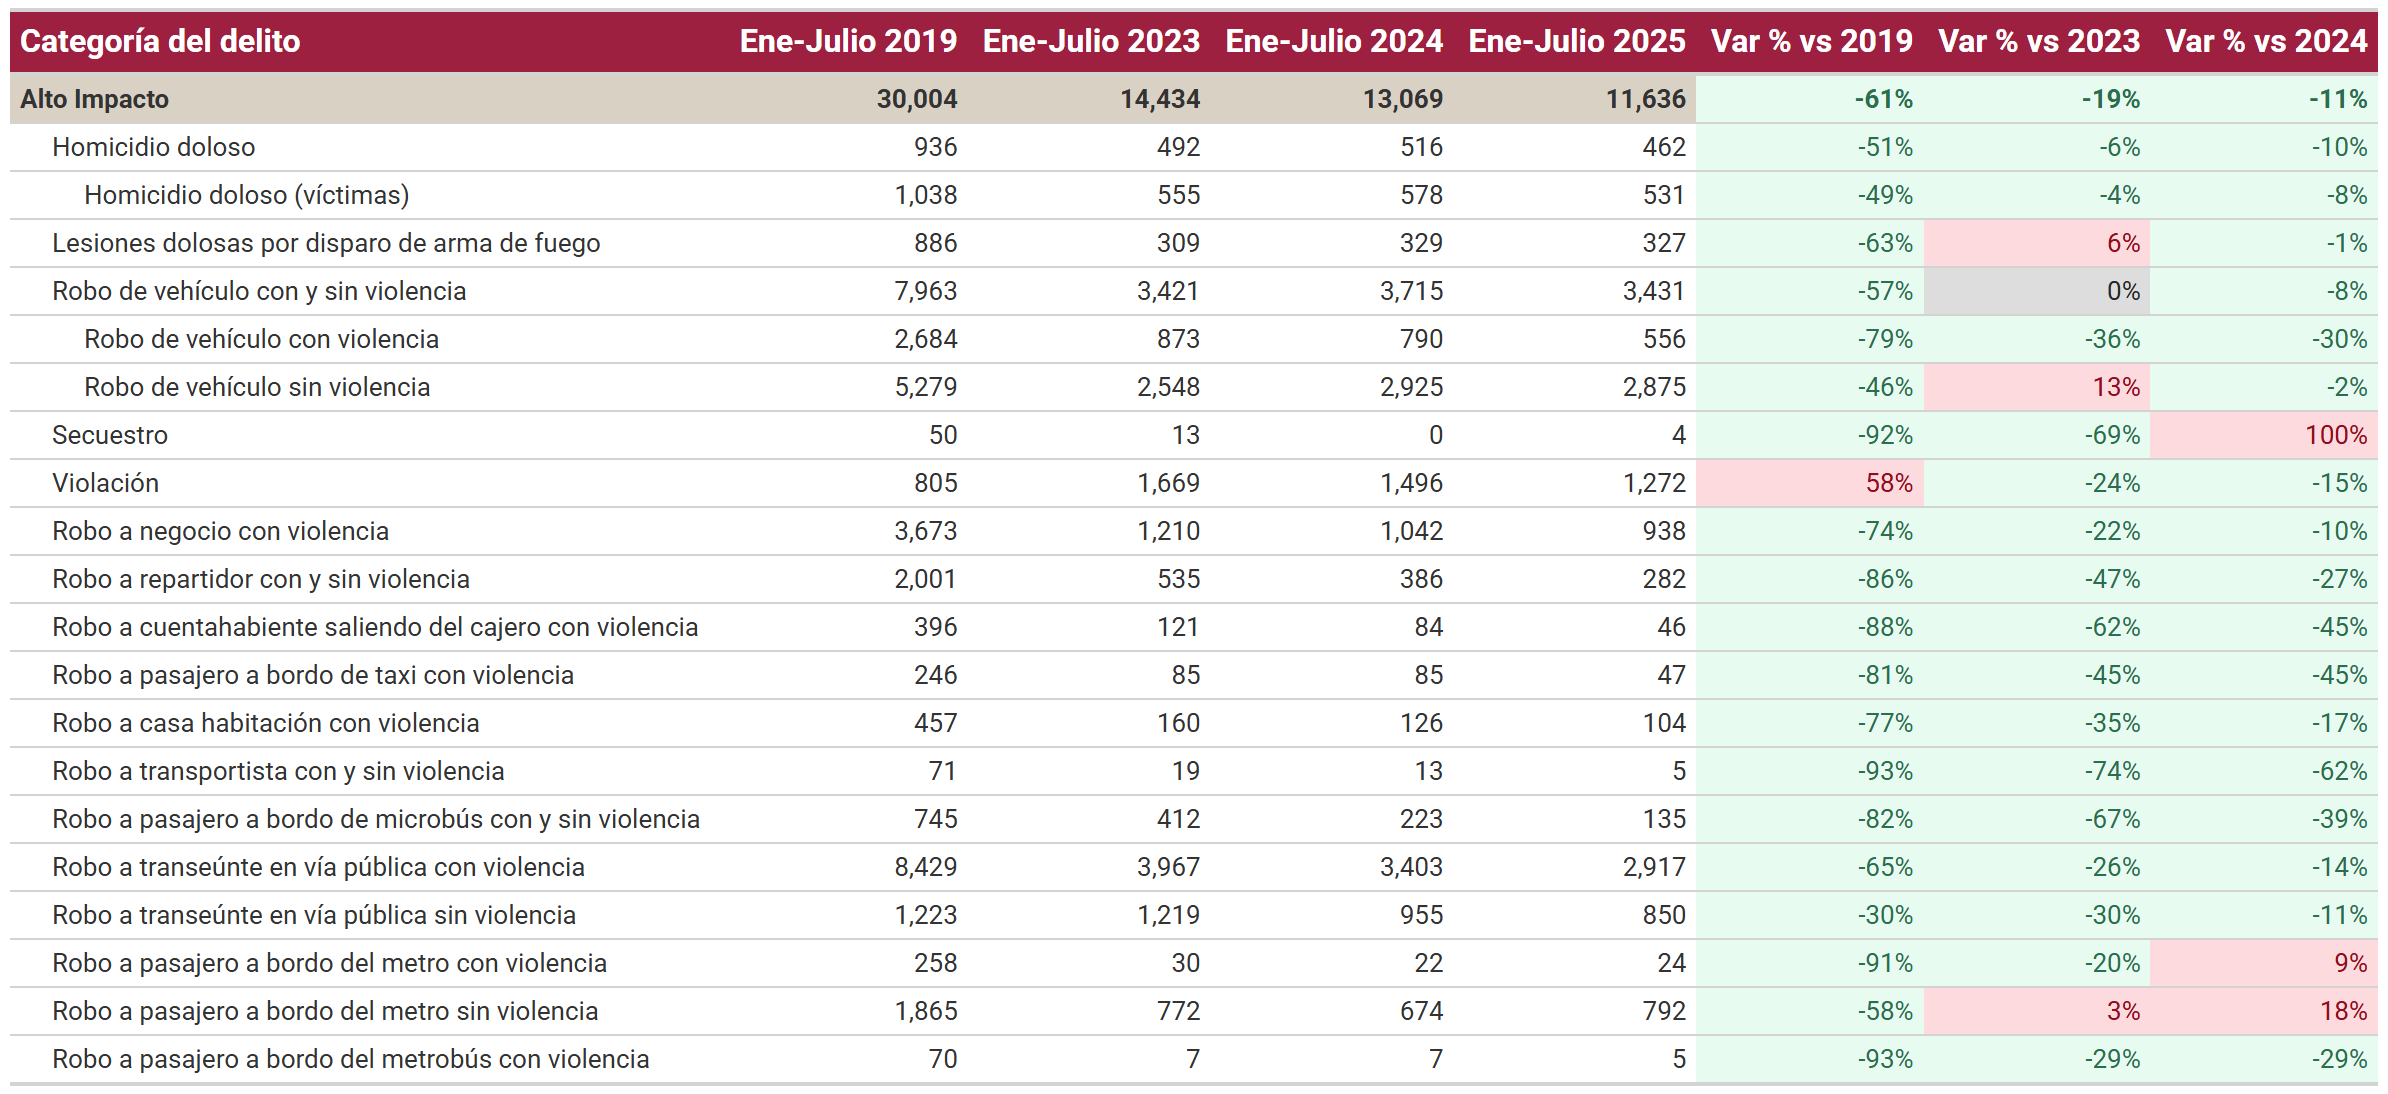 Categoría del delito Ene-Julio 2019 Ene-Julio 2023 Ene-Julio 2024 Ene-Julio 2025 Var % vs 2019 Var % vs 2023 Var % vs 2024
Alto Impacto 30,004 14,434 13,069 11,636 -61% -19% -11%
Homicidio doloso 936 492 516 462 -51% -6% -10%
Homicidio doloso (víctimas) 1,038 555 578 531 -49% -4% -8%
Lesiones dolosas por disparo de arma de fuego 886 309 329 327 -63% 6% -1%
Robo de vehículo con y sin violencia 7,963 3,421 3,715 3,431 -57% 0% -8%
Robo de vehículo con violencia 2,684 873 790 556 -79% -36% -30%
Robo de vehículo sin violencia 5,279 2,548 2,925 2,875 -46% 13% -2%
Secuestro 50 13 0 4 -92% -69% 100%
Violación 805 1,669 1,496 1,272 58% -24% -15%
Robo a negocio con violencia 3,673 1,210 1,042 938 -74% -22% -10%
Robo a repartidor con y sin violencia 2,001 535 386 282 -86% -47% -27%
Robo a cuentahabiente saliendo del cajero con violencia 396 121 84 46 -88% -62% -45%
Robo a pasajero a bordo de taxi con violencia 246 85 85 47 -81% -45% -45%
Robo a casa habitación con violencia 457 160 126 104 -77% -35% -17%
Robo a transportista con y sin violencia 71 19 13 5 -93% -74% -62%
Robo a pasajero a bordo de microbús con y sin violencia 745 412 223 135 -82% -67% -39%
Robo a transeúnte en vía pública con violencia 8,429 3,967 3,403 2,917 -65% -26% -14%
Robo a transeúnte en vía pública sin violencia 1,223 1,219 955 850 -30% -30% -11%
Robo a pasajero a bordo del metro con violencia 258 30 22 24 -91% -20% 9%
Robo a pasajero a bordo del metro sin violencia 1,865 772 674 792 -58% 3% 18%
Robo a pasajero a bordo del metrobús con violencia 70 7 7 5 -93% -29% -29%